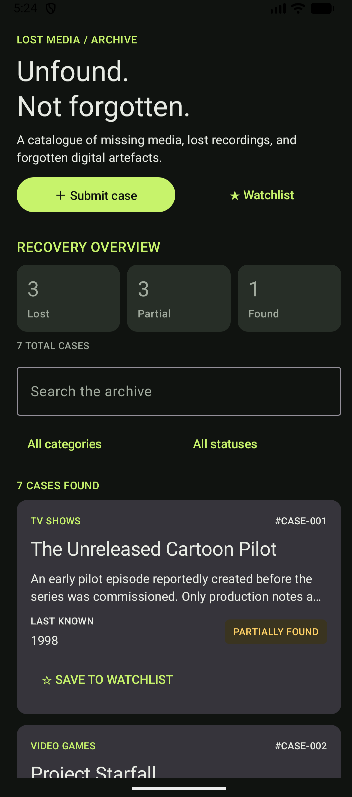 5:24
LOST MEDIA / ARCHIVE
Unfound.
Not forgotten.
A catalogue of missing media, lost recordings, and
forgotten digital artefacts.
+ Submit case
★ Watchlist
RECOVERY OVERVIEW
3
3
1
Lost
Partial
Found
7 TOTAL CASES
Search the archive
All categories
All statuses
7 CASES FOUND
TV SHOWS
#CASE-001
The Unreleased Cartoon Pilot
An early pilot episode reportedly created before the
series was commissioned. Only production notes a...
LAST KNOWN
1998
PARTIALLY FOUND
☆ SAVE TO WATCHLIST
VIDEO GAMES
#CASE-002
Project Starfall